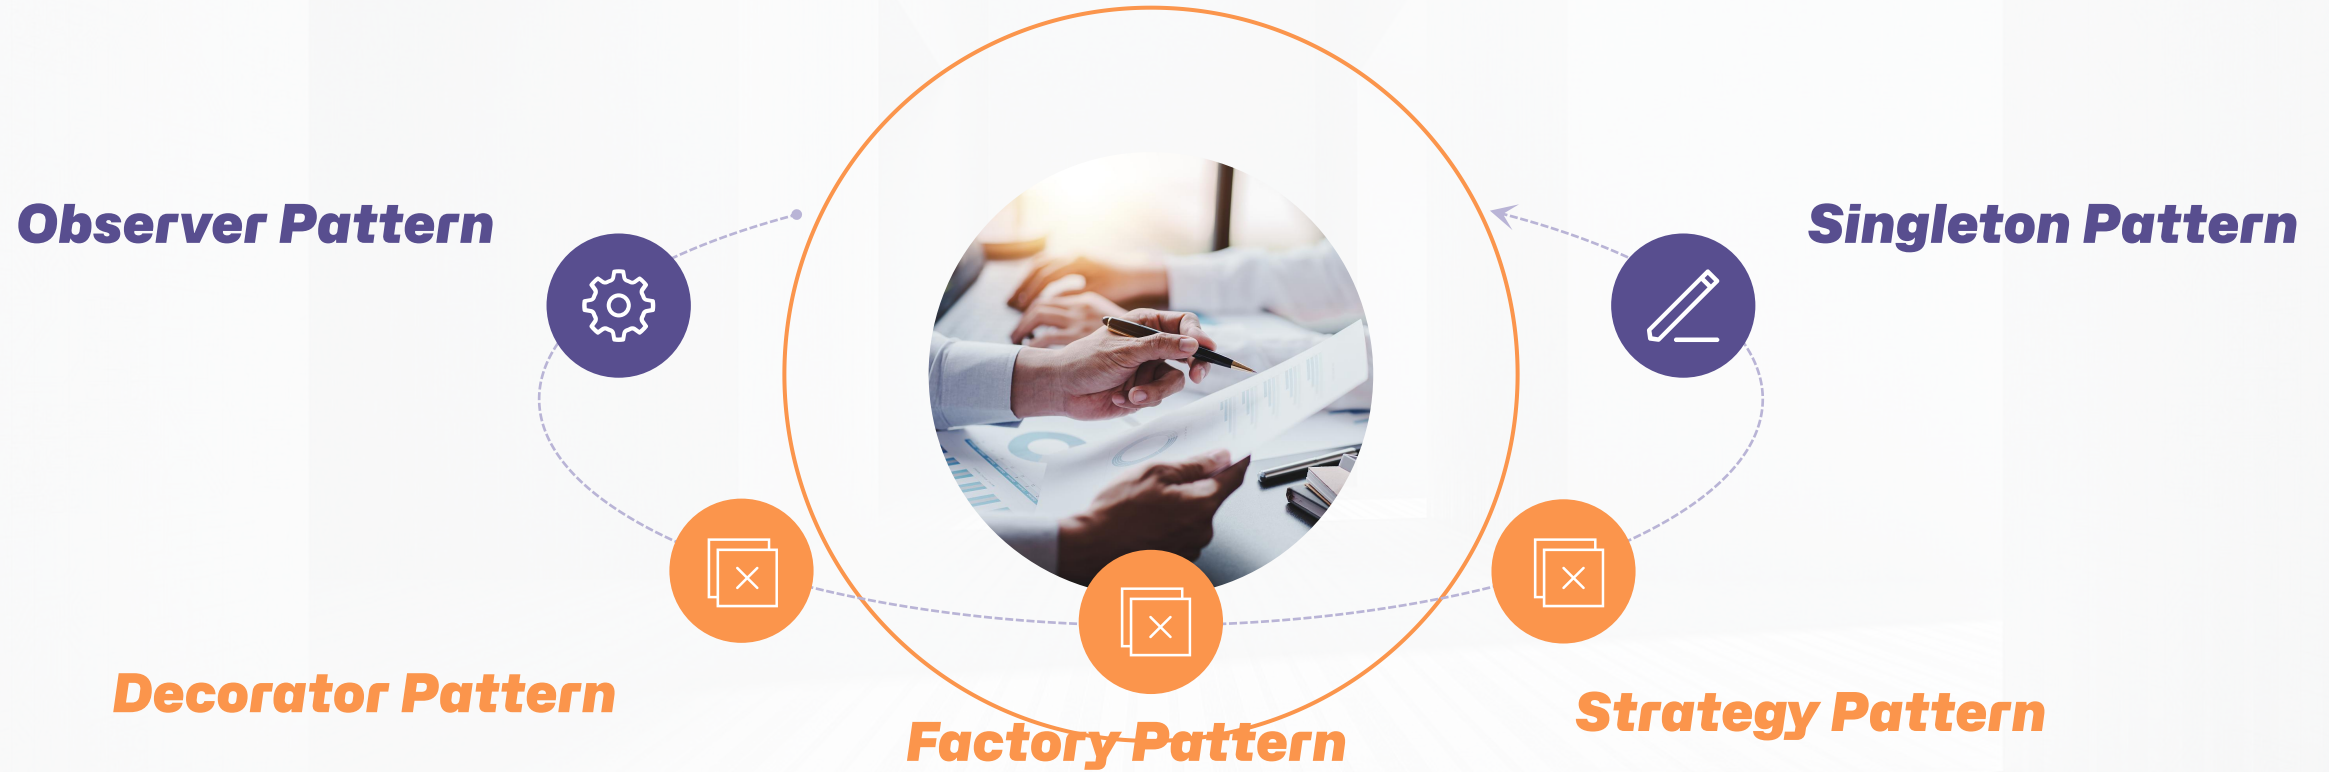 Observer Pattern
Singleton Pattern
Decorator Pattern
Factory Pattern
Strategy Pattern